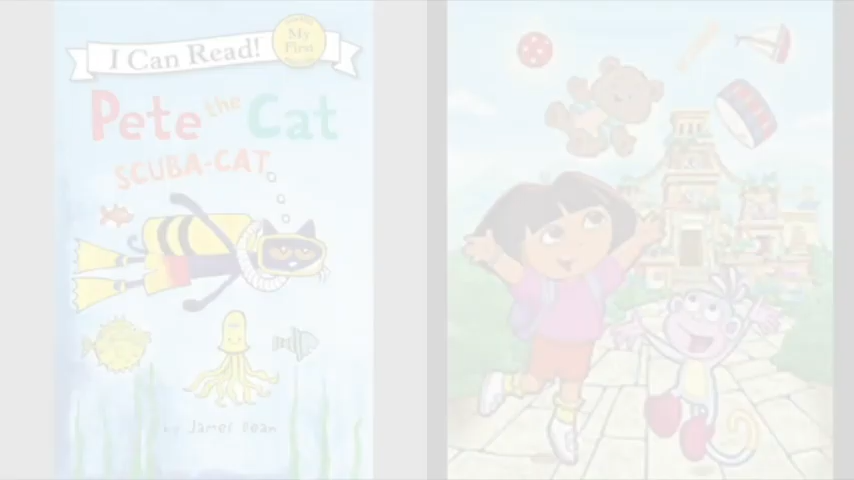 I Can Read!
My
First
Pete the Cat
SCUBA-CAT
by James Dean